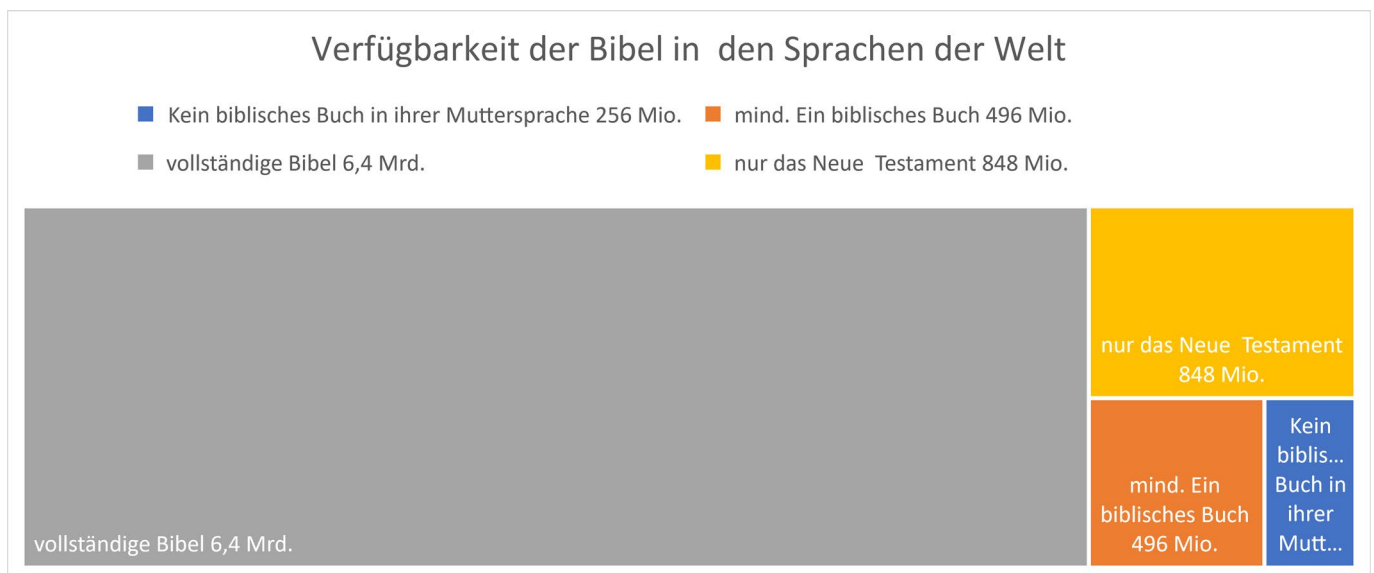 Verfügbarkeit der Bibel in  den Sprachen der Welt
Kein biblisches Buch in ihrer Muttersprache 256 Mio.
mind. Ein biblisches Buch 496 Mio.
vollständige Bibel 6,4 Mrd.
nur das Neue  Testament 848 Mio.
nur das Neue  Testament
848 Mio.
vollständige Bibel 6,4 Mrd.
mind. Ein
biblisches Buch
496 Mio.
Kein
biblis...
Buch in
ihrer
Mutt...